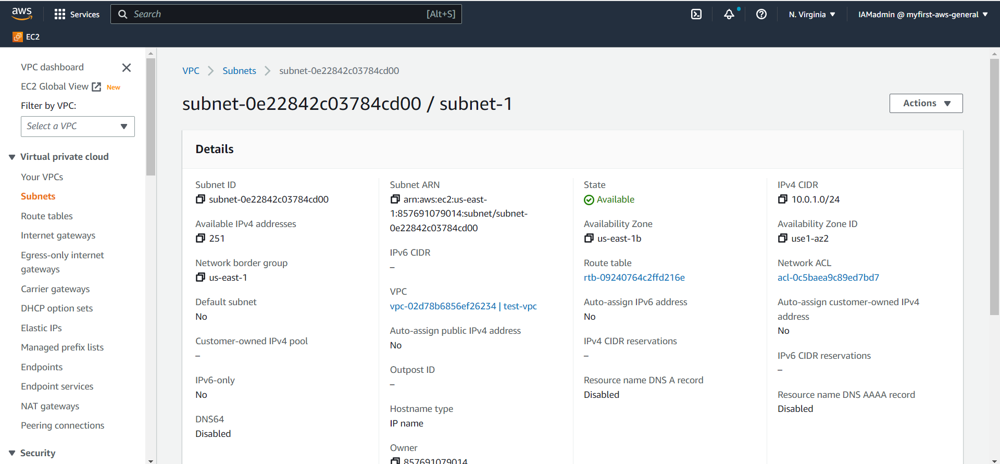 aws
Services
Search
[Alt+S]
N. Virginia
IAMadmin @ myfirst-aws-general
EC2
VPC dashboard
EC2 Global View
New
Filter by VPC:
Select a VPC
Virtual private cloud
Your VPCs
Subnets
Route tables
Internet gateways
Egress-only internet
gateways
Carrier gateways
DHCP option sets
Elastic IPs
Managed prefix lists
Endpoints
Endpoint services
NAT gateways
Peering connections
Security
VPC
Subnets
subnet-0e22842c03784cd00
subnet-0e22842c03784cd00 / subnet-1
Actions
Details
Subnet ID
subnet-0e22842c03784cd00
Available IPv4 addresses
251
Network border group
us-east-1
Default subnet
No
Customer-owned IPv4 pool
–
IPv6-only
No
DNS64
Disabled
Subnet ARN
arn:aws:ec2:us-east-
1:857691079014:subnet/subnet-
0e22842c03784cd00
IPv6 CIDR
–
VPC
vpc-02d78b6856ef26234 | test-vpc
Auto-assign public IPv4 address
No
Outpost ID
–
Hostname type
IP name
Owner
857691079014
State
Available
Availability Zone
us-east-1b
Route table
rtb-09240764c2ffd216e
Auto-assign IPv6 address
No
IPv4 CIDR reservations
–
Resource name DNS A record
Disabled
IPv4 CIDR
10.0.1.0/24
Availability Zone ID
use1-az2
Network ACL
acl-0c5baea9c89ed7bd7
Auto-assign customer-owned IPv4
address
No
IPv6 CIDR reservations
–
Resource name DNS AAAA record
Disabled